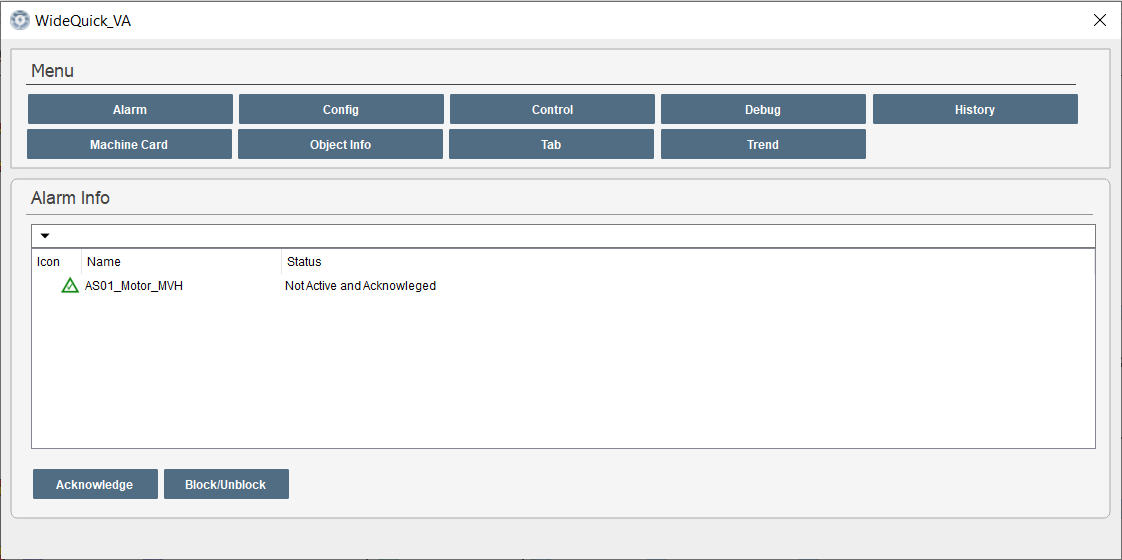 WideQuick_VA
Menu
Alarm Config Control Debug History
Machine Card Object Info Tab Trend
Alarm Info
Icon Name Status
AS01_Motor_MVH Not Active and Acknowleged
Acknowledge Block/Unblock